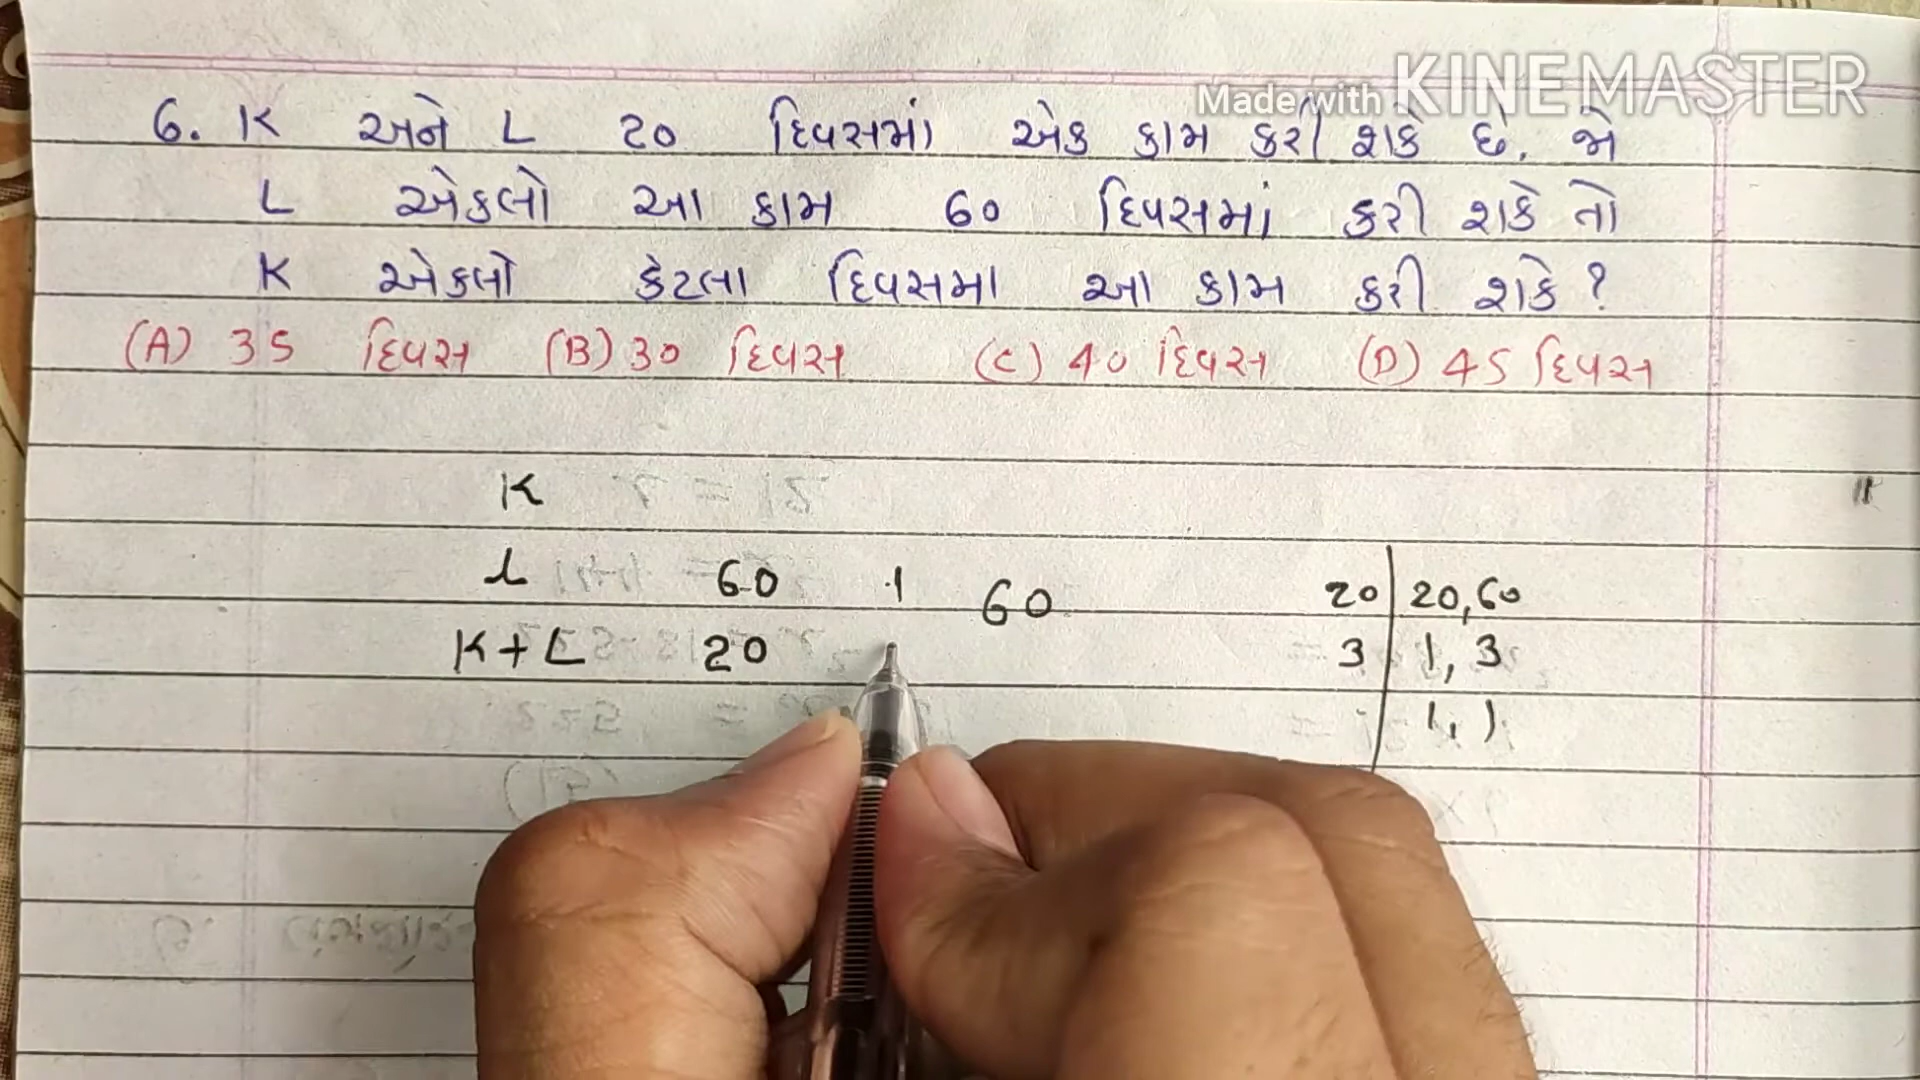 Made with KINEMASTER
6. K અને L 20 દિવસમાં એક કામ કરી શકે છે. જો
L એકલો આ કામ 60 દિવસમાં કરી શકે તો
K એકલો કેટલા દિવસમા આ કામ કરી શકે ?
(A) 35 દિવસ (B) 30 દિવસ (C) 40 દિવસ (D) 45 દિવસ
K
L 60 1 60 20 20, 60
K + L 20 3 1, 3
1, 1